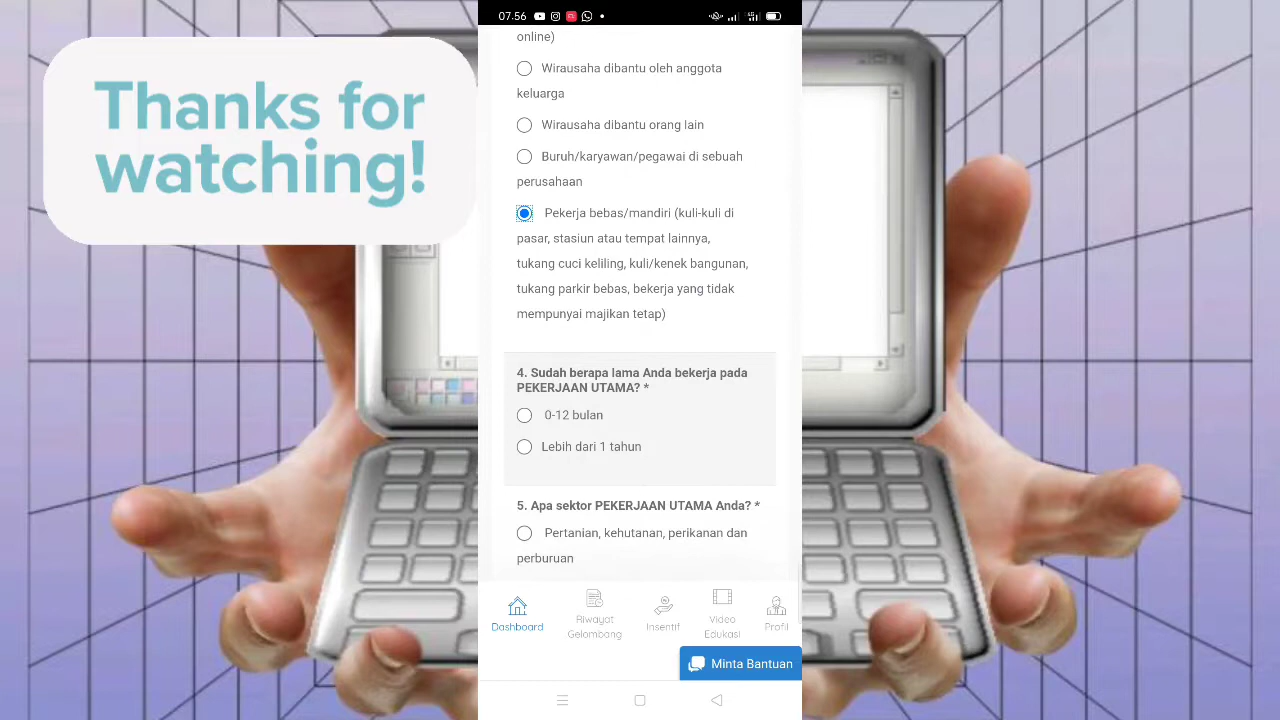 Thanks for
watching!
07.56
online)
Wirausaha dibantu oleh anggota
keluarga
Wirausaha dibantu orang lain
Buruh/karyawan/pegawai di sebuah
perusahaan
Pekerja bebas/mandiri (kuli-kuli di
pasar, stasiun atau tempat lainnya,
tukang cuci keliling, kuli/kenek bangunan,
tukang parkir bebas, bekerja yang tidak
mempunyai majikan tetap)
4. Sudah berapa lama Anda bekerja pada
PEKERJAAN UTAMA? *
0-12 bulan
Lebih dari 1 tahun
5. Apa sektor PEKERJAAN UTAMA Anda? *
Pertanian, kehutanan, perikanan dan
perburuan
Dashboard
Riwayat
Gelombang
Insentif
Video
Edukasi
Profil
Minta Bantuan